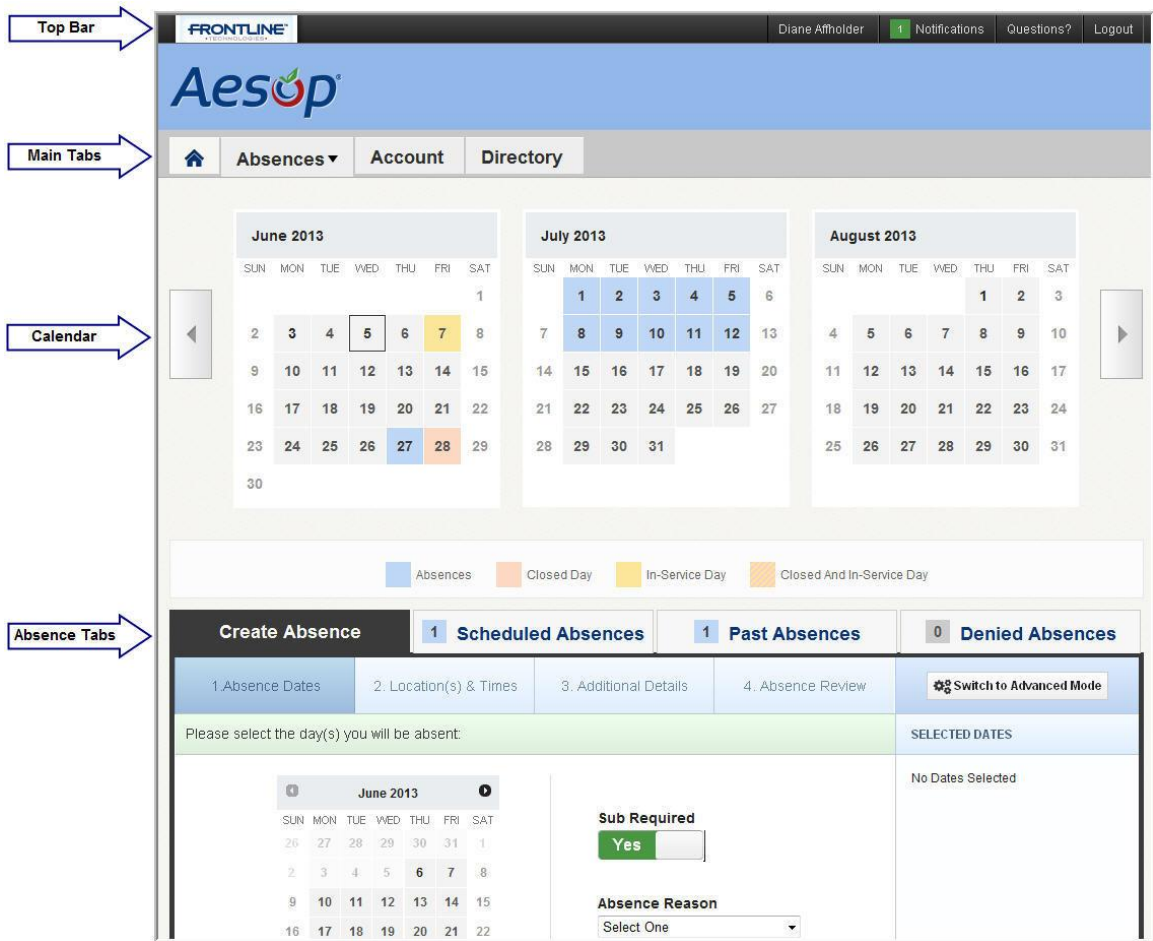 Top Bar
FRONTLINE
TECHNOLOGIES
Diane Affholder
1 Notifications
Questions?
Logout
Aesop
Main Tabs
Absences
Account
Directory
Calendar
June 2013
SUN MON TUE WED THU FRI SAT
1
2 3 4 5 6 7 8
9 10 11 12 13 14 15
16 17 18 19 20 21 22
23 24 25 26 27 28 29
30
July 2013
SUN MON TUE WED THU FRI SAT
1 2 3 4 5 6
7 8 9 10 11 12 13
14 15 16 17 18 19 20
21 22 23 24 25 26 27
28 29 30 31
August 2013
SUN MON TUE WED THU FRI SAT
1 2 3
4 5 6 7 8 9 10
11 12 13 14 15 16 17
18 19 20 21 22 23 24
25 26 27 28 29 30 31
Absences
Closed Day
In-Service Day
Closed And In-Service Day
Absence Tabs
Create Absence
1 Scheduled Absences
1 Past Absences
0 Denied Absences
1.Absence Dates
2. Location(s) & Times
3. Additional Details
4. Absence Review
Switch to Advanced Mode
Please select the day(s) you will be absent:
SELECTED DATES
No Dates Selected
June 2013
SUN MON TUE WED THU FRI SAT
26 27 28 29 30 31 1
2 3 4 5 6 7 8
9 10 11 12 13 14 15
16 17 18 19 20 21 22
Sub Required
Yes
Absence Reason
Select One